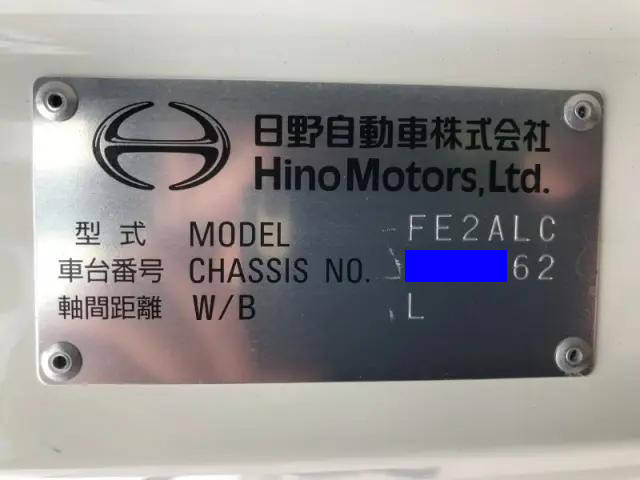 日野自動車株式会社
Hino Motors, Ltd.
型式 MODEL FE2ALC
車台番号 CHASSIS NO. 62
軸間距離 W/B L